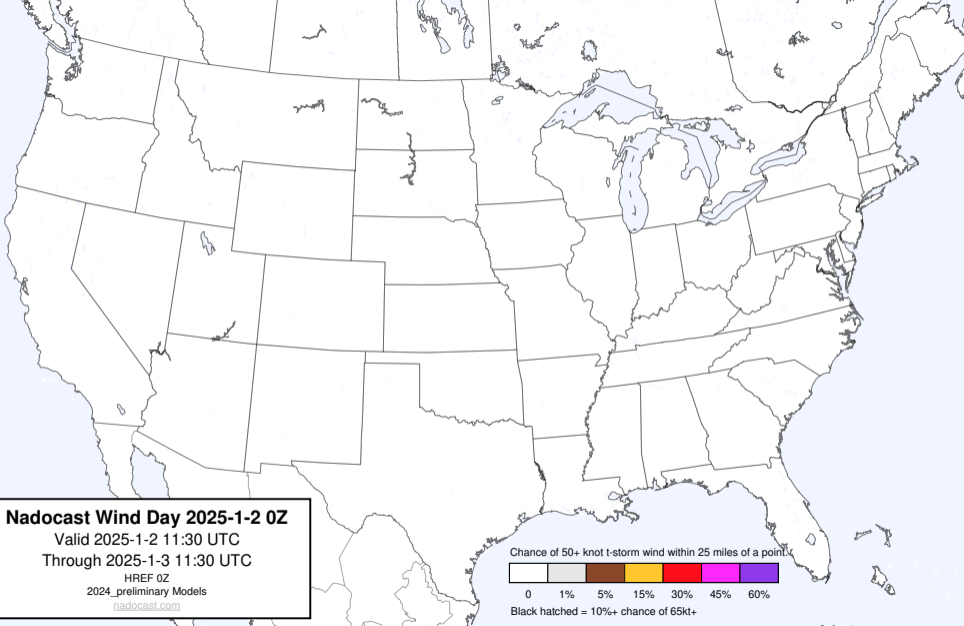 Nadocast Wind Day 2025-1-2 0Z
Valid 2025-1-2 11:30 UTC
Through 2025-1-3 11:30 UTC
HREF 0Z
2024_preliminary Models
nadocast.com
Chance of 50+ knot t-storm wind within 25 miles of a point.
0 1% 5% 15% 30% 45% 60%
Black hatched = 10%+ chance of 65kt+